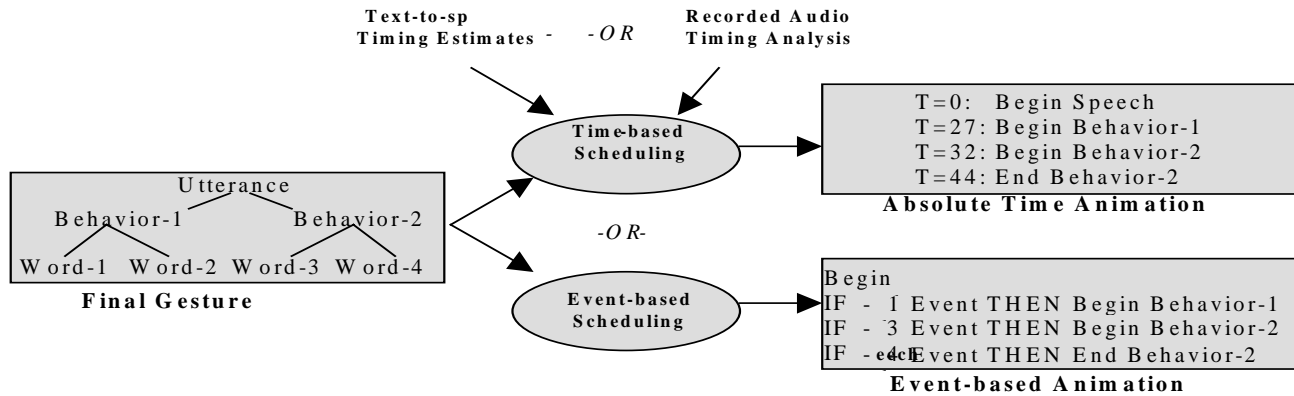 Text-to-sp
Timing Estimates -
-OR
Recorded Audio
Timing Analysis
Time-based
Scheduling
T=0: Begin Speech
T=27: Begin Behavior-1
T=32: Begin Behavior-2
T=44: End Behavior-2
Absolute Time Animation
Utterance
Behavior-1 Behavior-2
Word-1 Word-2 Word-3 Word-4
Final Gesture
-OR-
Event-based
Scheduling
Begin
IF - 1 Event THEN Begin Behavior-1
IF - 3 Event THEN Begin Behavior-2
IF - 4 Event THEN End Behavior-2
Event-based Animation